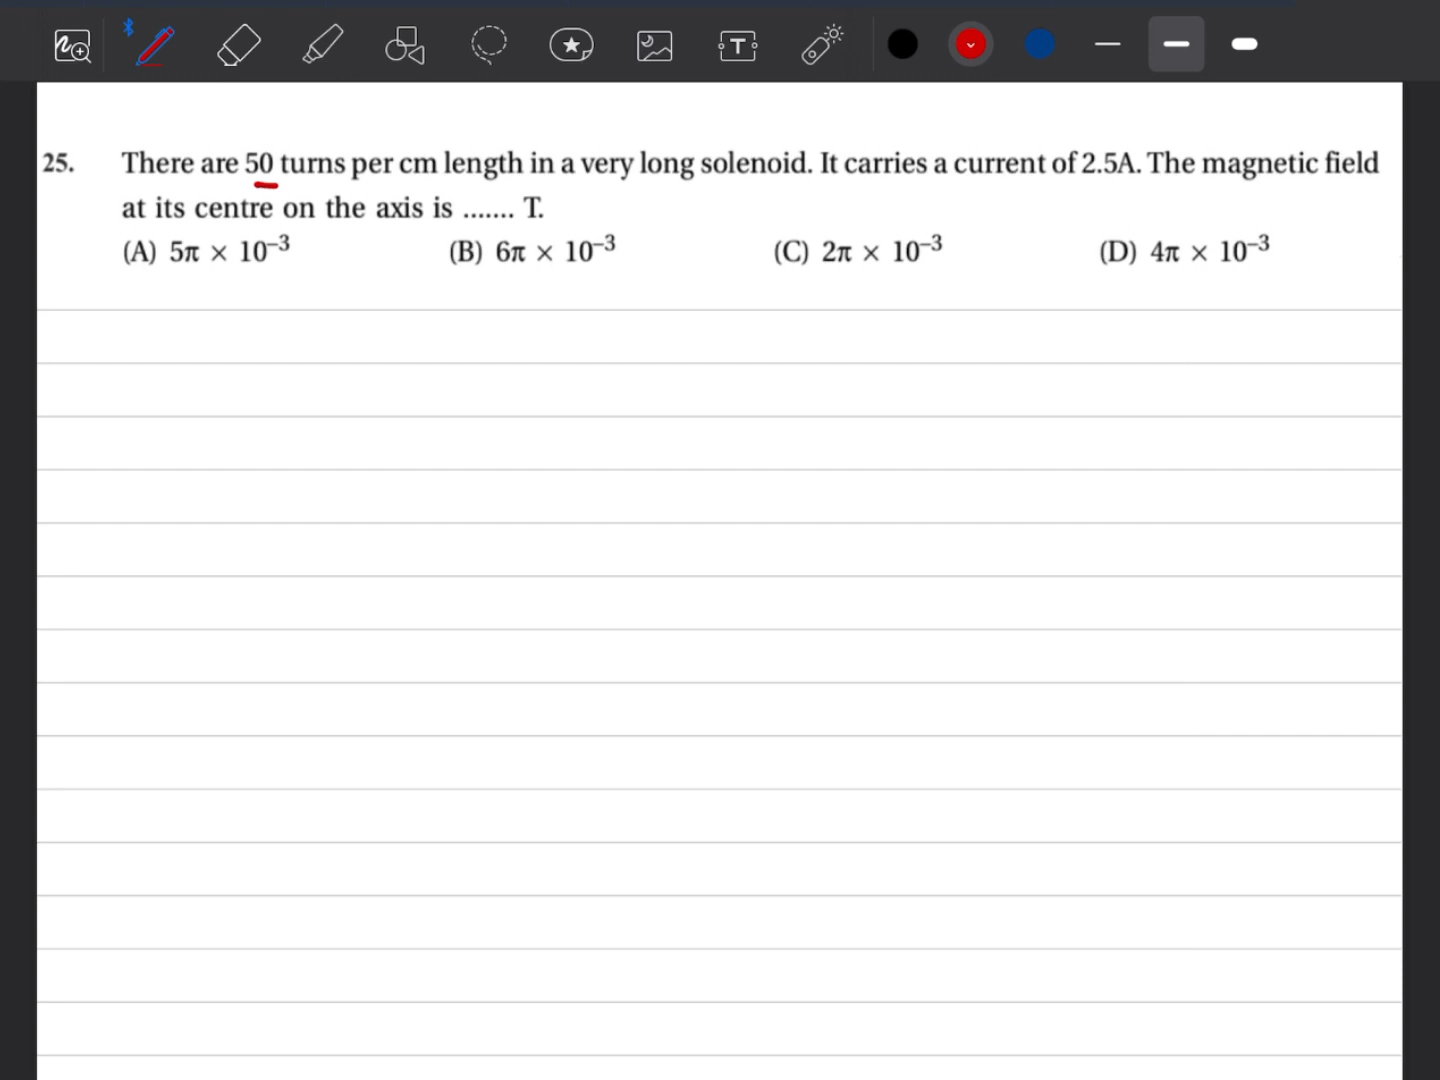 25. There are 50 turns per cm length in a very long solenoid. It carries a current of 2.5A. The magnetic field
at its centre on the axis is ....... T.
(A) 5π × 10⁻³ (B) 6π × 10⁻³ (C) 2π × 10⁻³ (D) 4π × 10⁻³